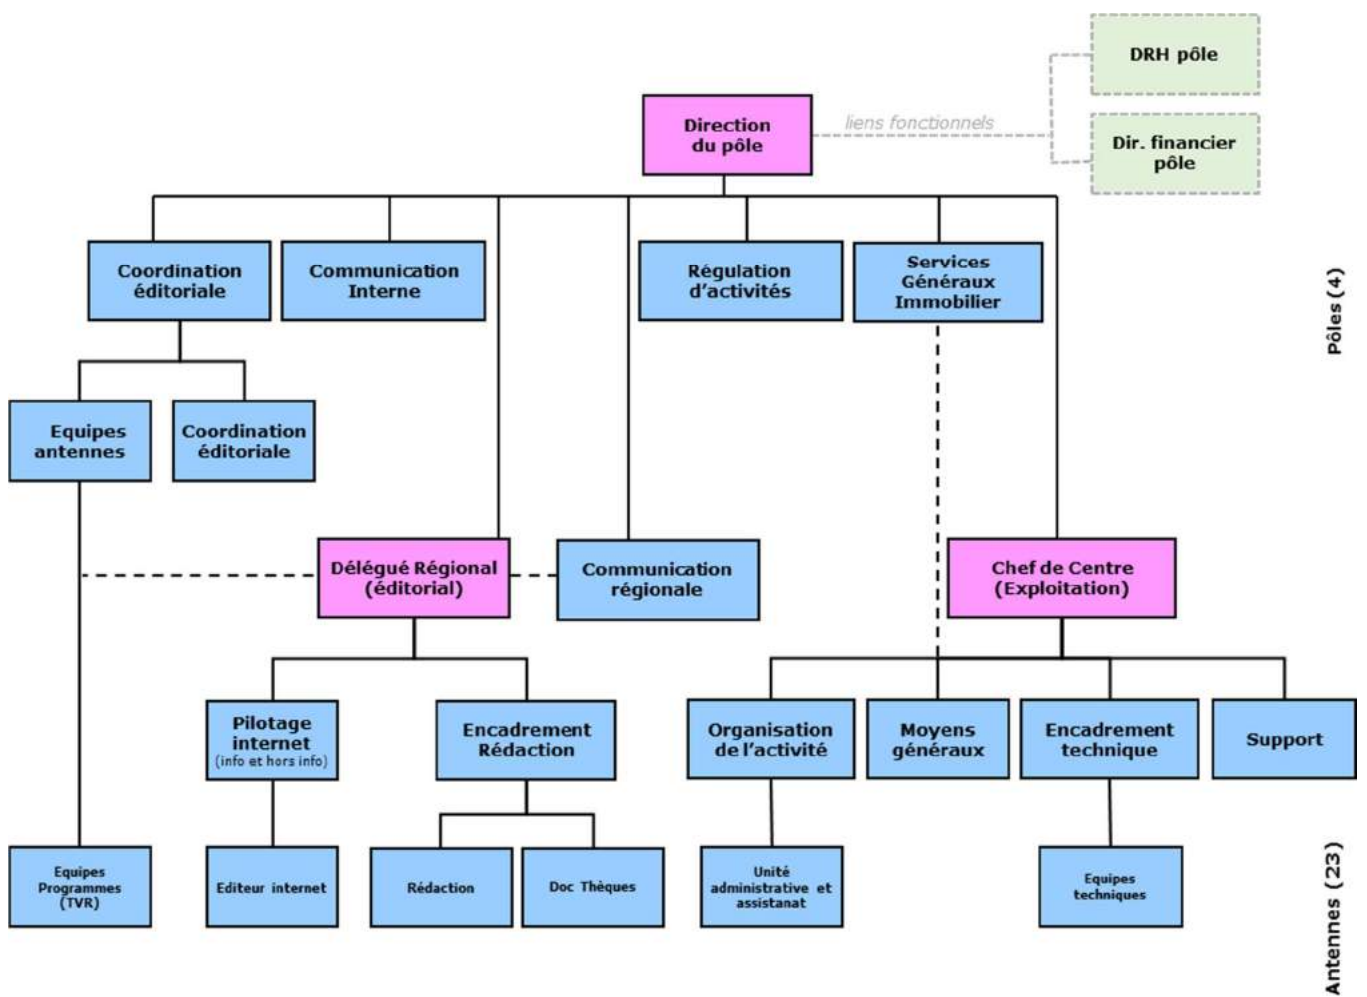 DRH pôle
Direction
du pôle
liens fonctionnels
Dir. financier
pôle
Coordination
éditoriale
Communication
Interne
Régulation
d'activités
Services
Généraux
Immobilier
Pôles (4)
Equipes
antennes
Coordination
éditoriale
Délégué Régional
(éditorial)
Communication
régionale
Chef de Centre
(Exploitation)
Pilotage
internet
(info et hors info)
Encadrement
Rédaction
Organisation
de l'activité
Moyens
généraux
Encadrement
technique
Support
Equipes
Programmes
(TVR)
Editeur internet
Rédaction
Doc Thèques
Unité
administrative et
assistanat
Equipes
techniques
Antennes (23)